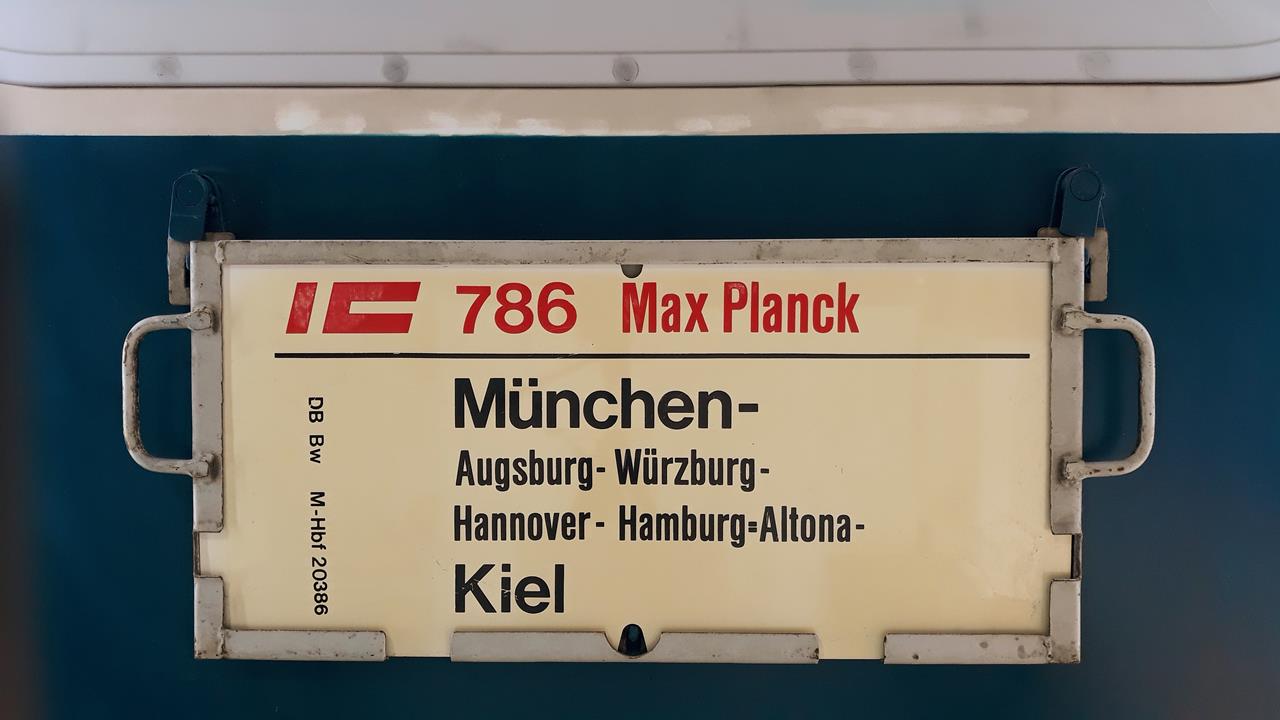 IC 786 Max Planck
München-
Augsburg- Würzburg-
Hannover- Hamburg=Altona-
Kiel
DB Bw M-Hbf 20386